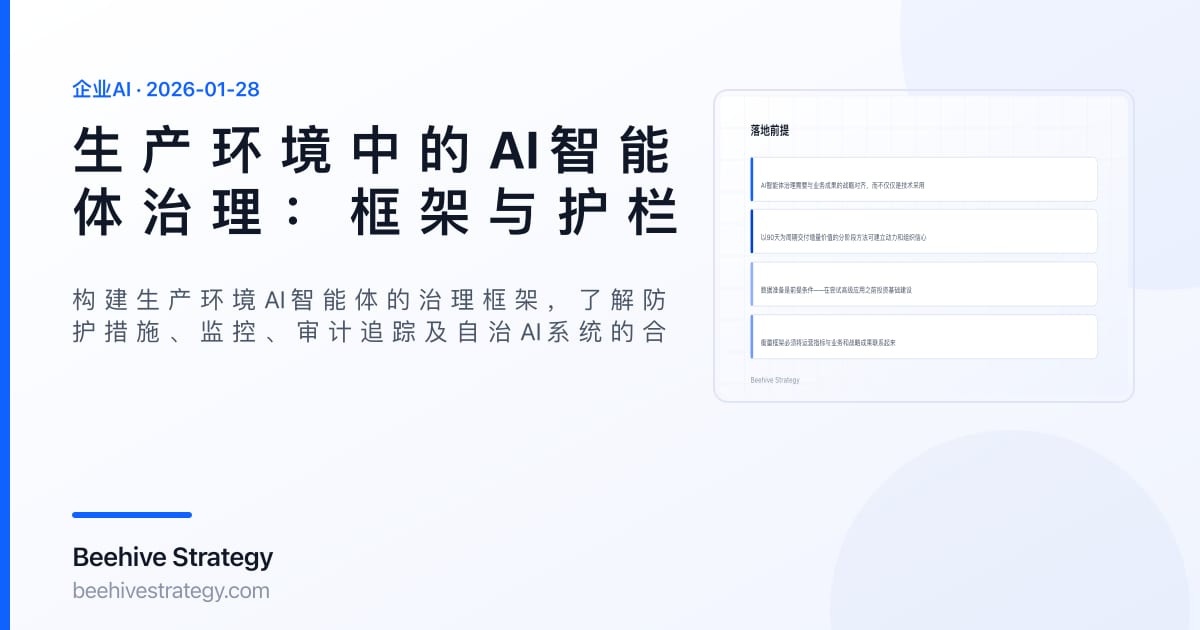 企业AI · 2026-01-28
生产环境中的AI智能
体治理：框架与护栏
构建生产环境AI智能体的治理框架，了解防
护措施、监控、审计追踪及自治AI系统的合
落地前提
AI智能体治理需要与业务成果的战略对齐，而不仅仅是技术采用
以90天为周期交付增量价值的分阶段方法可建立动力和组织信心
数据准备是前提条件——在尝试高级应用之前投资基础建设
衡量框架必须将运营指标与业务和战略成果联系起来
Beehive Strategy
Beehive Strategy
beehivestrategy.com